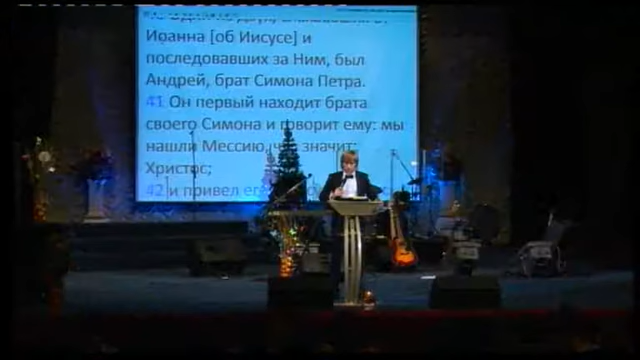 Иоанна [об Иисусе] и
последовавших за Ним, был
Андрей, брат Симона Петра.
41 Он первый находит брата
своего Симона и говорит ему: мы
нашли Мессию, что значит:
Христос;
42 и привел его